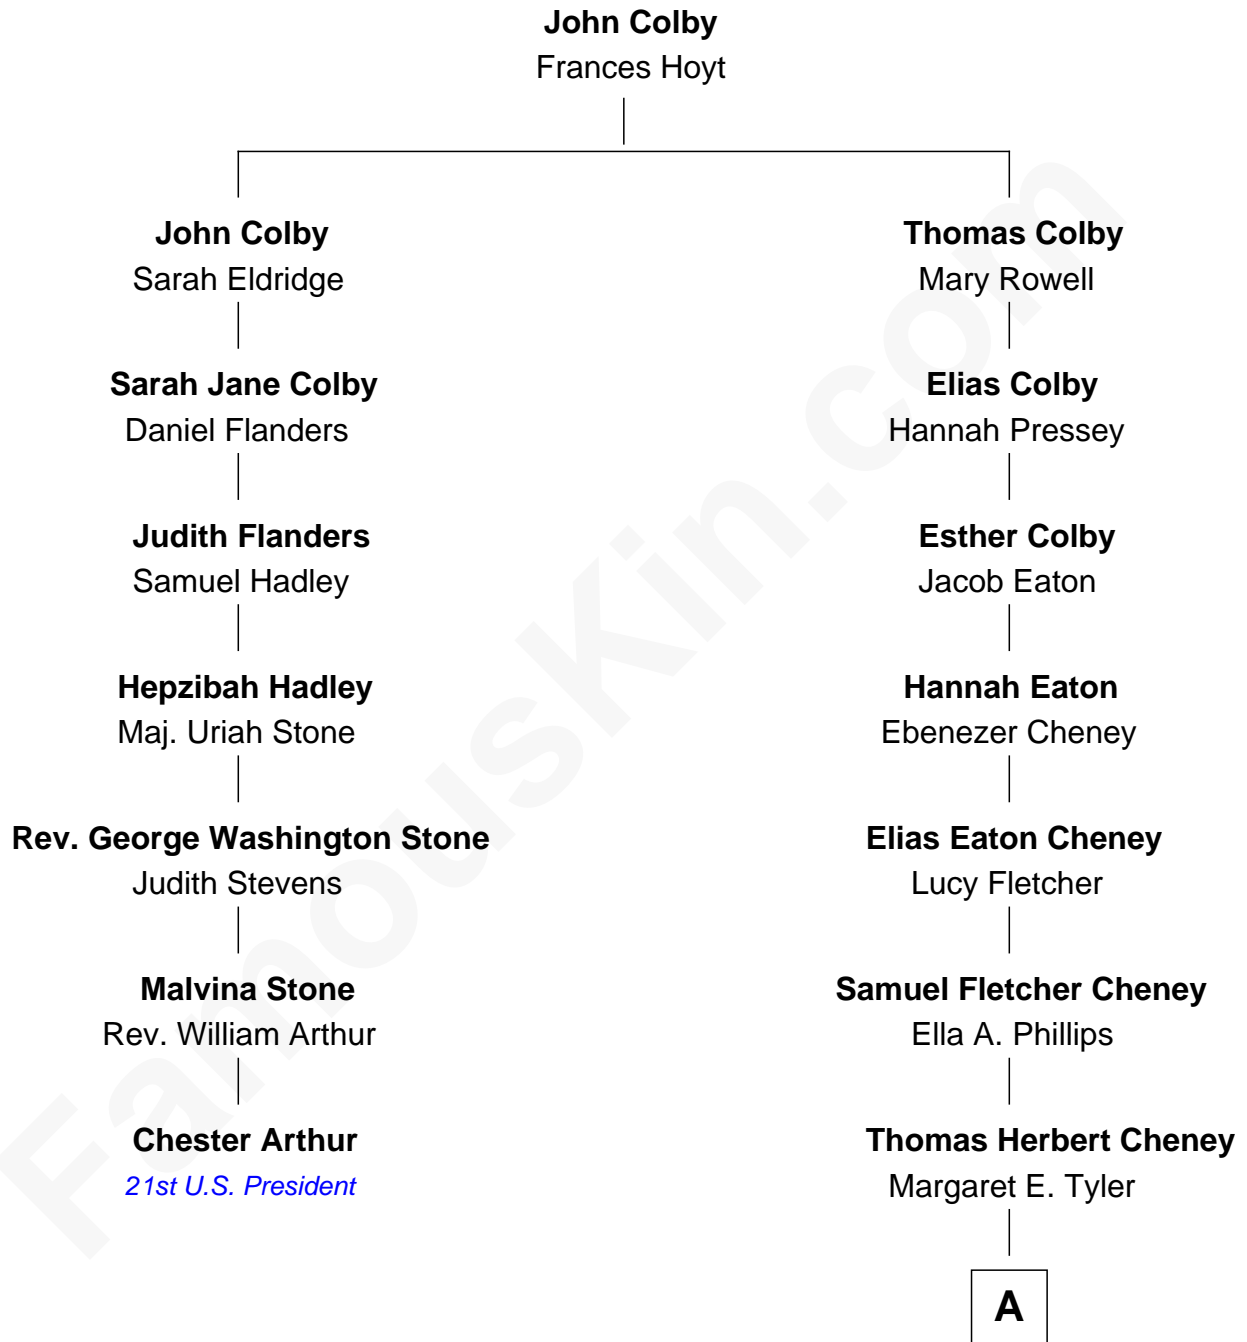 John Colby
Frances Hoyt
John Colby
Sarah Eldridge
Sarah Jane Colby
Daniel Flanders
Judith Flanders
Samuel Hadley
Hepzibah Hadley
Maj. Uriah Stone
Rev. George Washington Stone
Judith Stevens
Malvina Stone
Rev. William Arthur
Chester Arthur
21st U.S. President
Thomas Colby
Mary Rowell
Elias Colby
Hannah Pressey
Esther Colby
Jacob Eaton
Hannah Eaton
Ebenezer Cheney
Elias Eaton Cheney
Lucy Fletcher
Samuel Fletcher Cheney
Ella A. Phillips
Thomas Herbert Cheney
Margaret E. Tyler
A
FamousKin.com